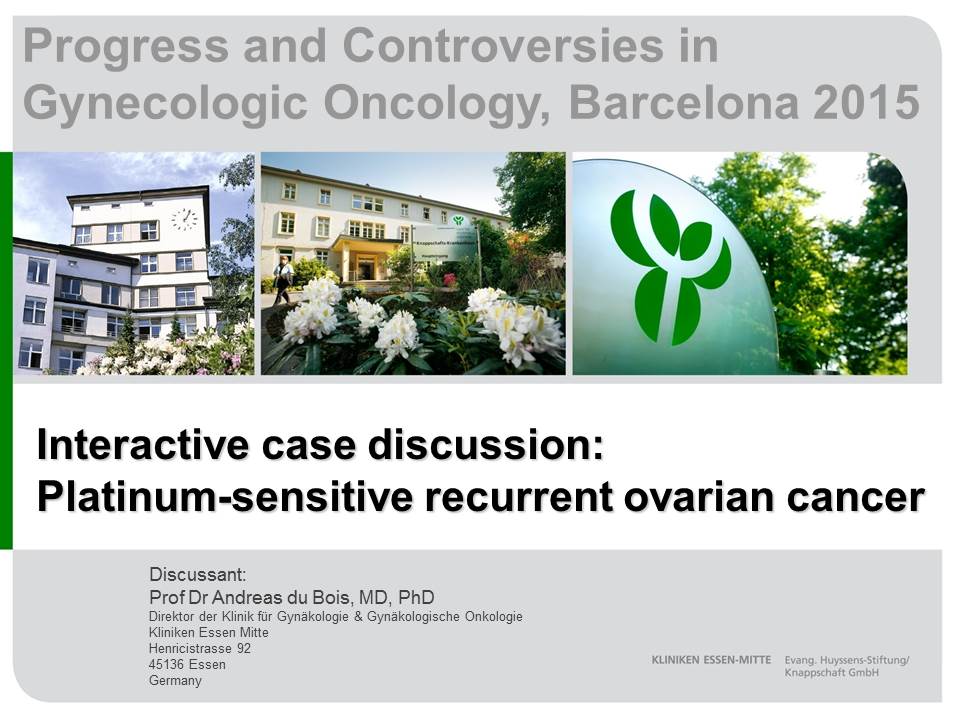 Progress and Controversies in
Gynecologic Oncology, Barcelona 2015
Knappschafts-Krankenhaus
Haupteingang
Interactive case discussion:
Platinum-sensitive recurrent ovarian cancer
Discussant:
Prof Dr Andreas du Bois, MD, PhD
Direktor der Klinik für Gynäkologie & Gynäkologische Onkologie
Kliniken Essen Mitte
Henricistrasse 92
45136 Essen
Germany
KLINIKEN ESSEN-MITTE Evang. Huyssens-Stiftung/
Knappschaft GmbH